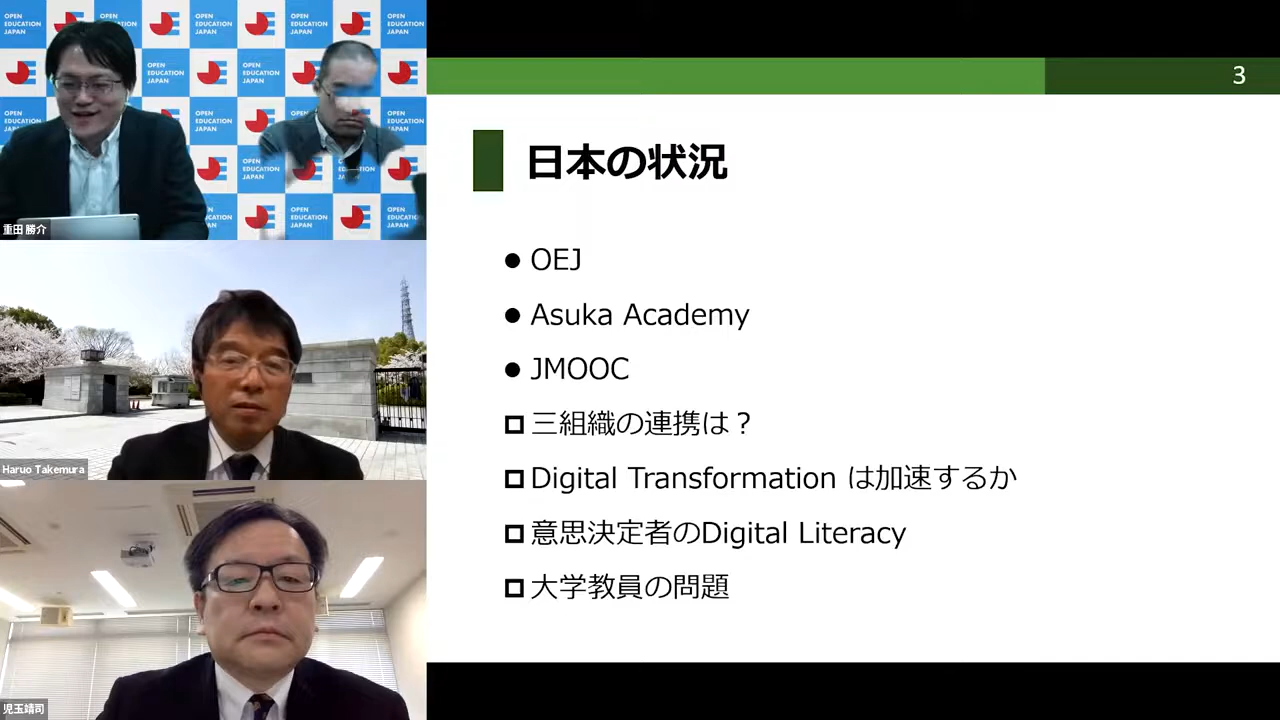 OPEN EDUCATION JAPAN
重田 勝介
Haruo Takemura
児玉靖司
3
日本の状況
● OEJ
● Asuka Academy
● JMOOC
□ 三組織の連携は？
□ Digital Transformation は加速するか
□ 意思決定者のDigital Literacy
□ 大学教員の問題